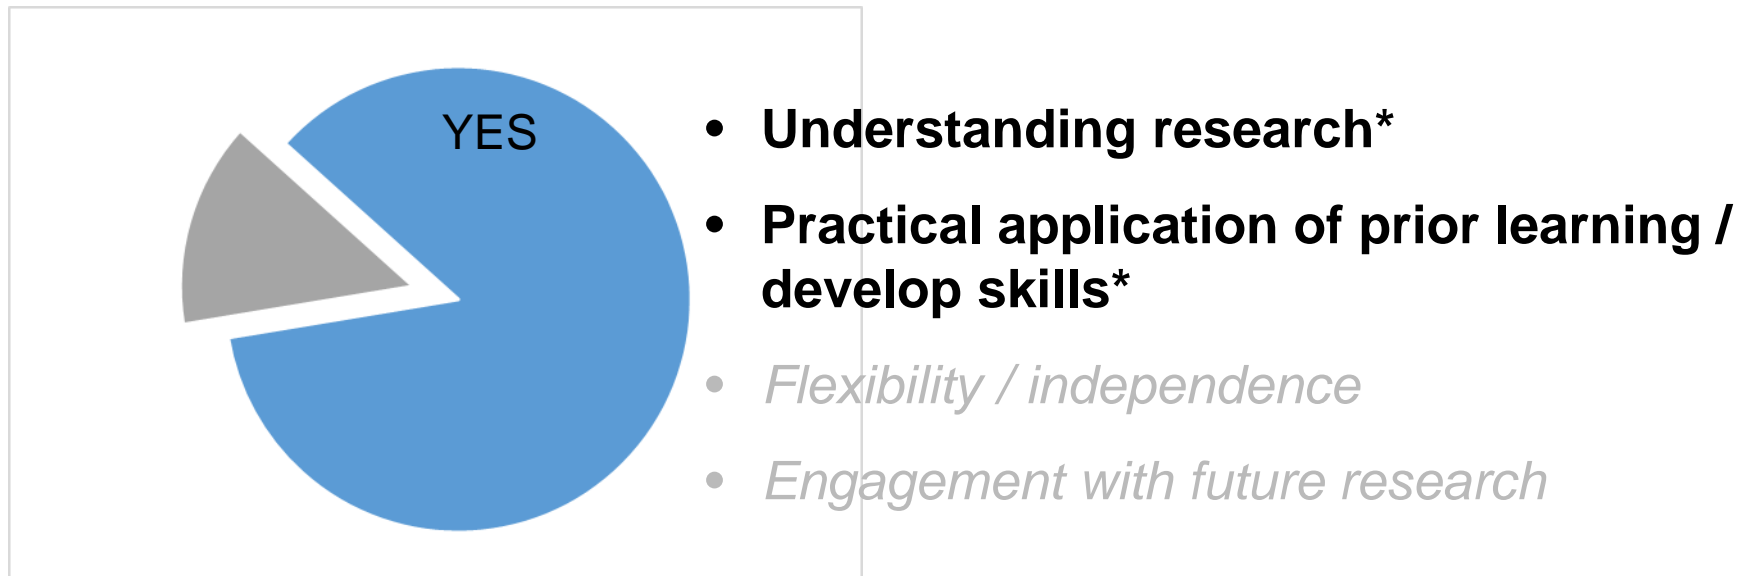 YES
• Understanding research*
• Practical application of prior learning /
develop skills*
• Flexibility / independence
• Engagement with future research